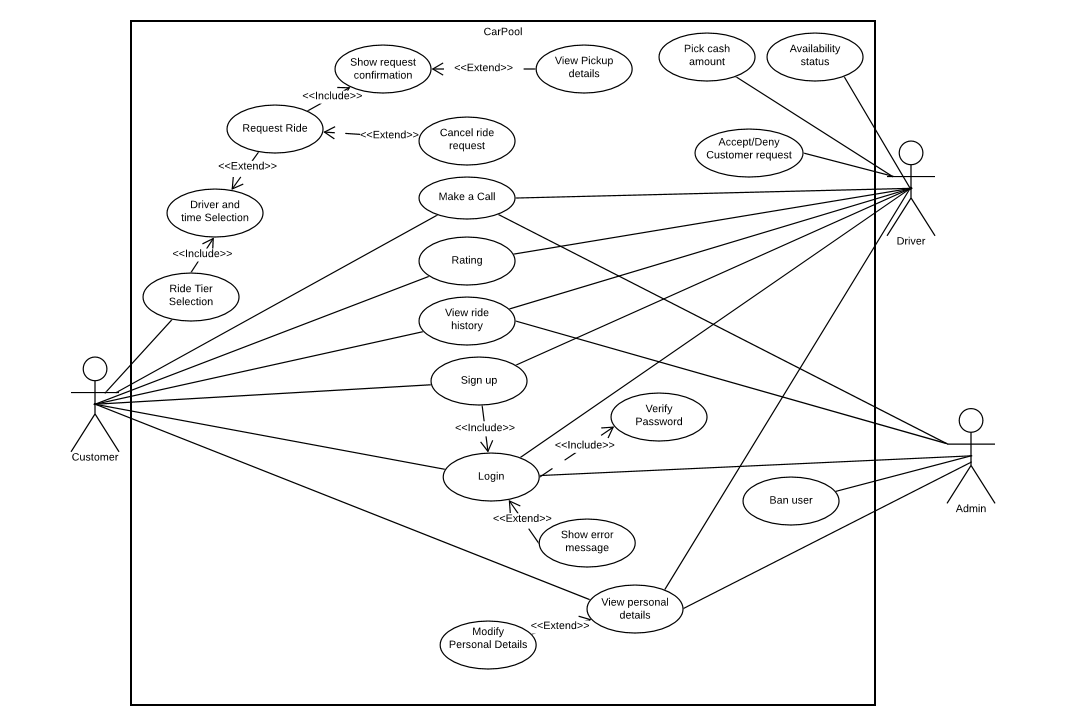 CarPool
Show request
confirmation
<<Extend>>
View Pickup
details
Pick cash
amount
Availability
status
<<Include>>
Request Ride
<<Extend>>
Cancel ride
request
Accept/Deny
Customer request
<<Extend>>
Driver and
time Selection
Make a Call
Driver
<<Include>>
Rating
Ride Tier
Selection
View ride
history
Sign up
Customer
<<Include>>
Verify
Password
<<Include>>
Login
Ban user
Admin
<<Extend>>
Show error
message
View personal
details
<<Extend>>
Modify
Personal Details